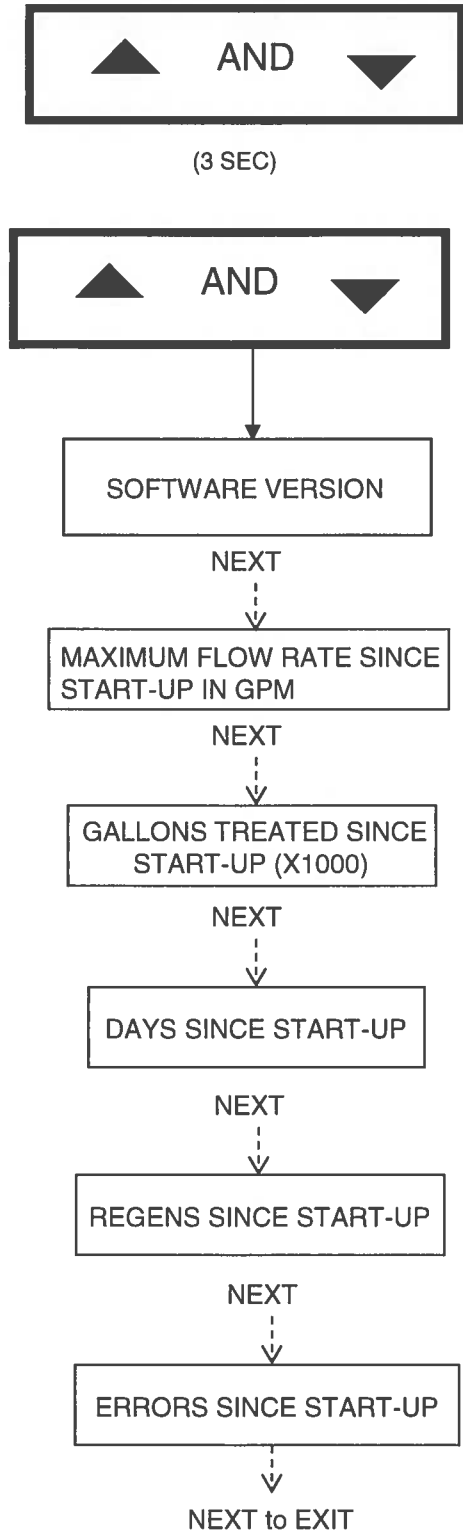 AND
(3 SEC)
AND
SOFTWARE VERSION
NEXT
MAXIMUM FLOW RATE SINCE
START-UP IN GPM
NEXT
GALLONS TREATED SINCE
START-UP (X1000)
NEXT
DAYS SINCE START-UP
NEXT
REGENS SINCE START-UP
NEXT
ERRORS SINCE START-UP
NEXT to EXIT